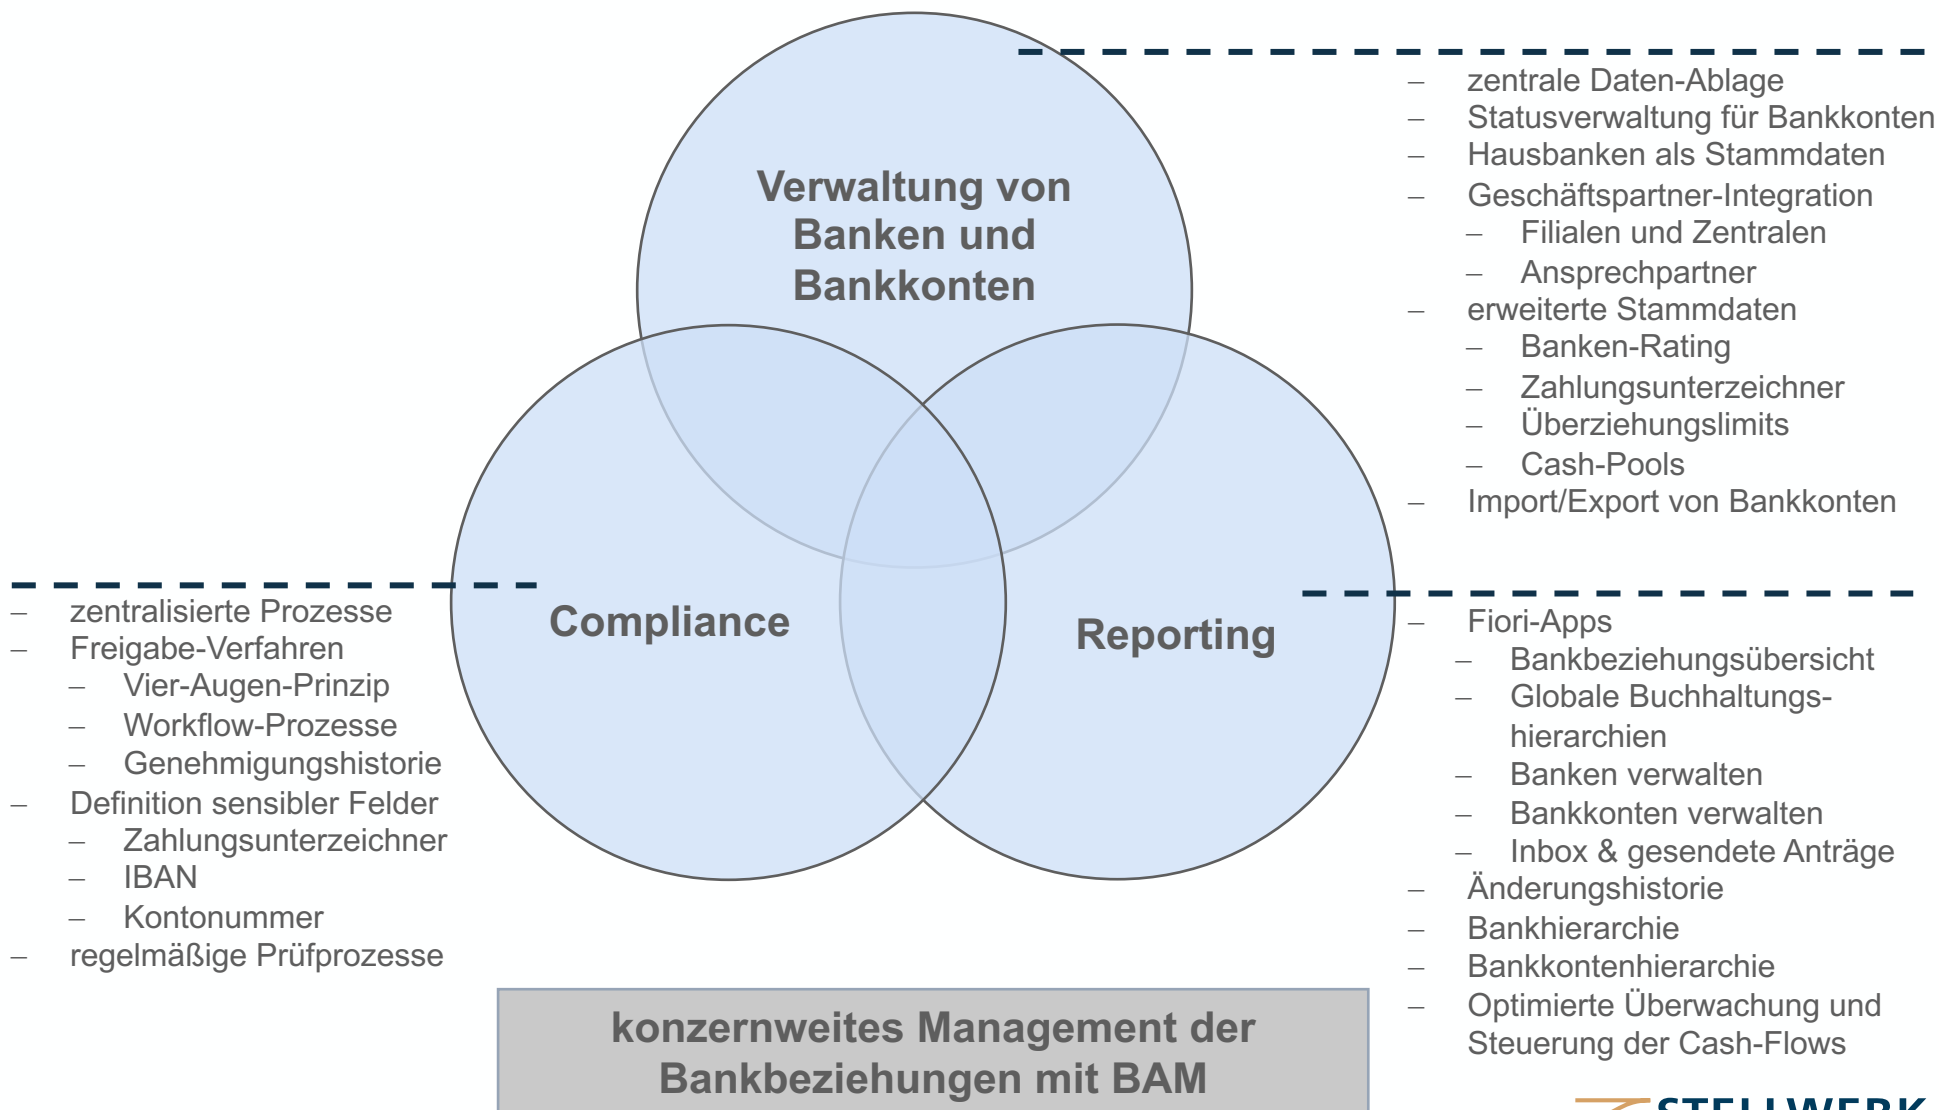 Verwaltung von
Banken und
Bankkonten
– zentrale Daten-Ablage
– Statusverwaltung für Bankkonten
– Hausbanken als Stammdaten
– Geschäftspartner-Integration
– Filialen und Zentralen
– Ansprechpartner
– erweiterte Stammdaten
– Banken-Rating
– Zahlungsunterzeichner
– Überziehungslimits
– Cash-Pools
– Import/Export von Bankkonten
Compliance
– zentralisierte Prozesse
– Freigabe-Verfahren
– Vier-Augen-Prinzip
– Workflow-Prozesse
– Genehmigungshistorie
– Definition sensibler Felder
– Zahlungsunterzeichner
– IBAN
– Kontonummer
– regelmäßige Prüfprozesse
Reporting
– Fiori-Apps
– Bankbeziehungsübersicht
– Globale Buchhaltungs-
hierarchien
– Banken verwalten
– Bankkonten verwalten
– Inbox & gesendete Anträge
– Änderungshistorie
– Bankhierarchie
– Bankkontenhierarchie
– Optimierte Überwachung und
Steuerung der Cash-Flows
konzernweites Management der
Bankbeziehungen mit BAM
STELLWERK